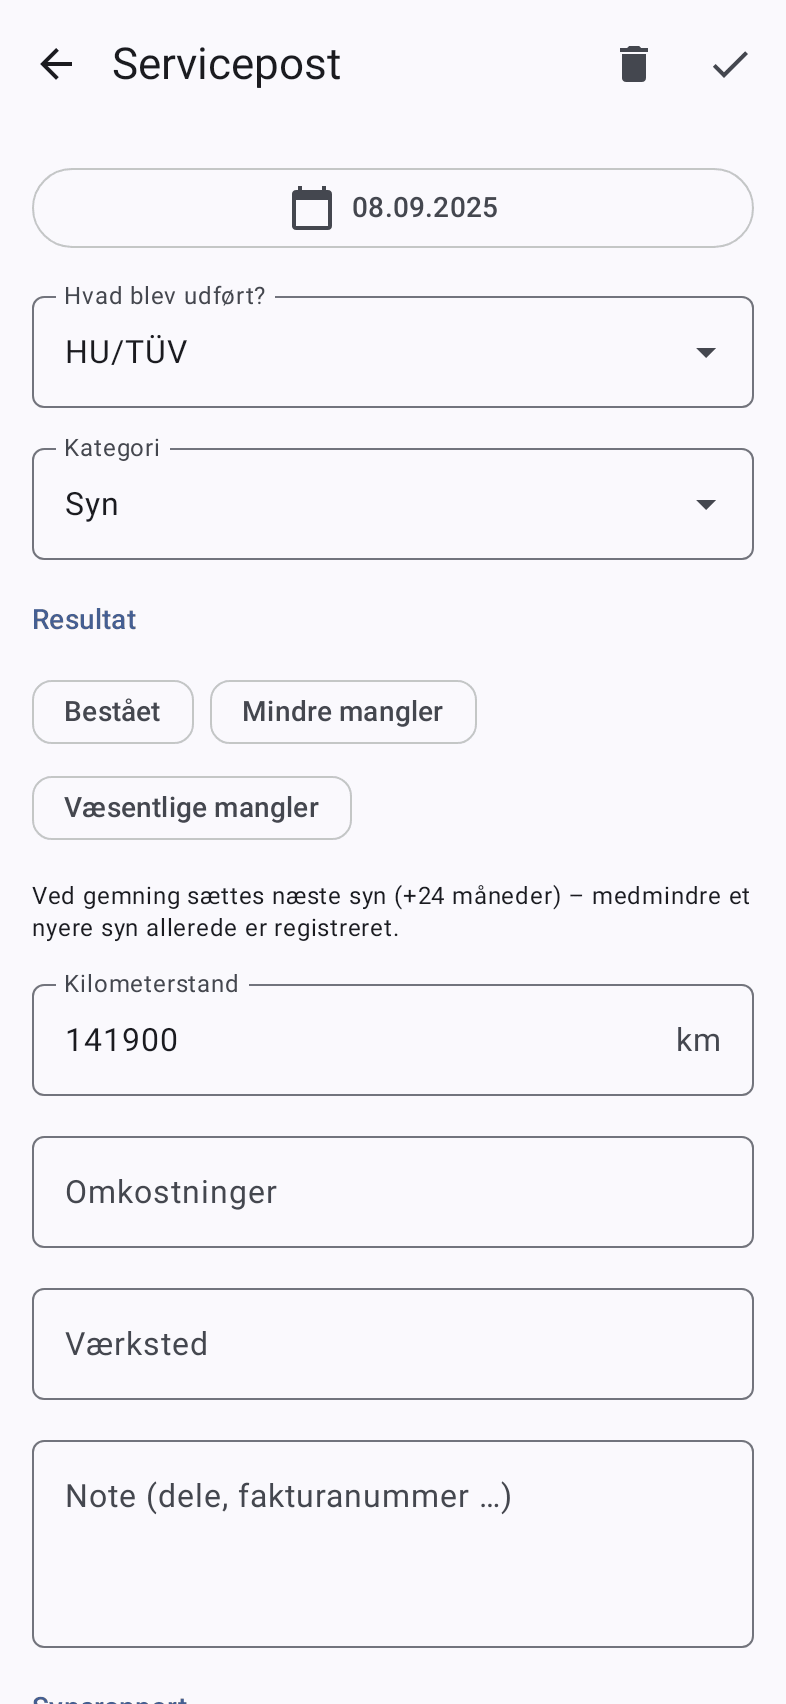 Servicepost
08.09.2025
Hvad blev udført?
HU/TÜV
Kategori
Syn
Resultat
Bestået
Mindre mangler
Væsentlige mangler
Ved gemning sættes næste syn (+24 måneder) – medmindre et
nyere syn allerede er registreret.
Kilometerstand
141900 km
Omkostninger
Værksted
Note (dele, fakturanummer …)